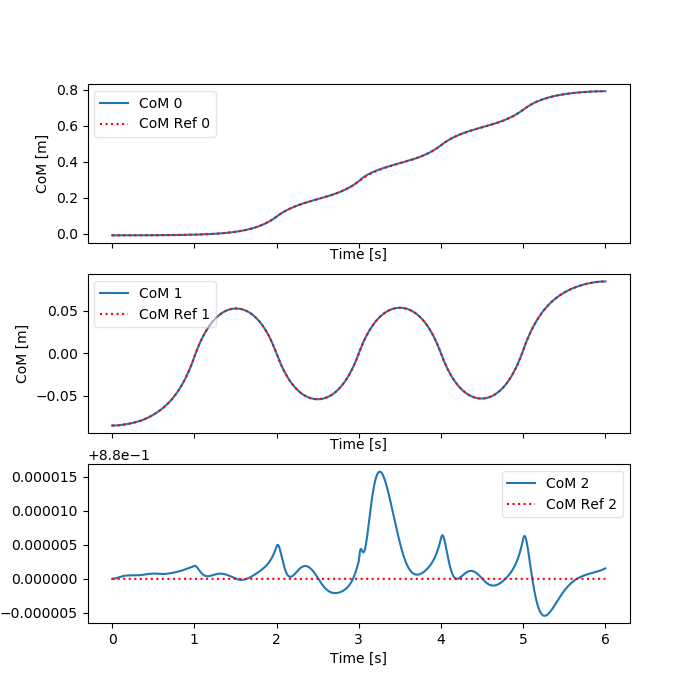 0.8
0.6
0.4
0.2
0.0
CoM [m]
CoM 0
CoM Ref 0
Time [s]
0.05
0.00
−0.05
CoM [m]
CoM 1
CoM Ref 1
Time [s]
+8.8e−1
0.000015
0.000010
0.000005
0.000000
−0.000005
CoM 2
CoM Ref 2
0 1 2 3 4 5 6
Time [s]